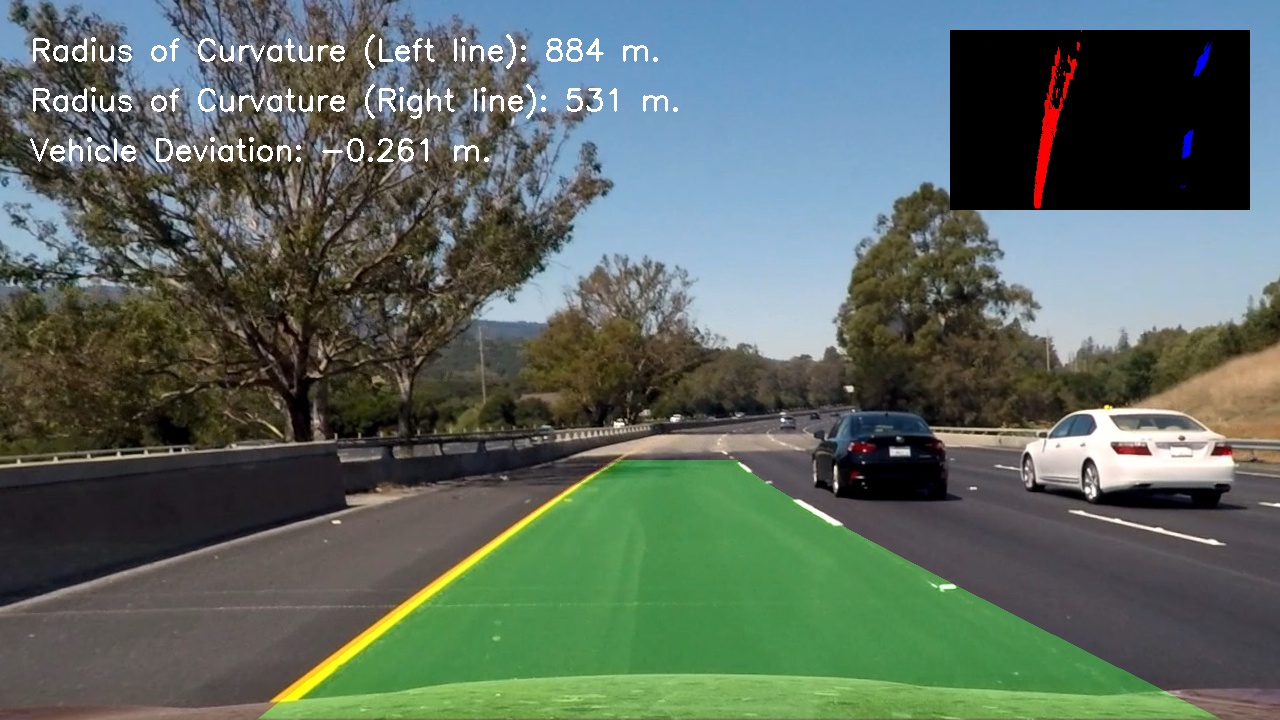 Radius of Curvature (Left line): 884 m.
Radius of Curvature (Right line): 531 m.
Vehicle Deviation: -0.261 m.